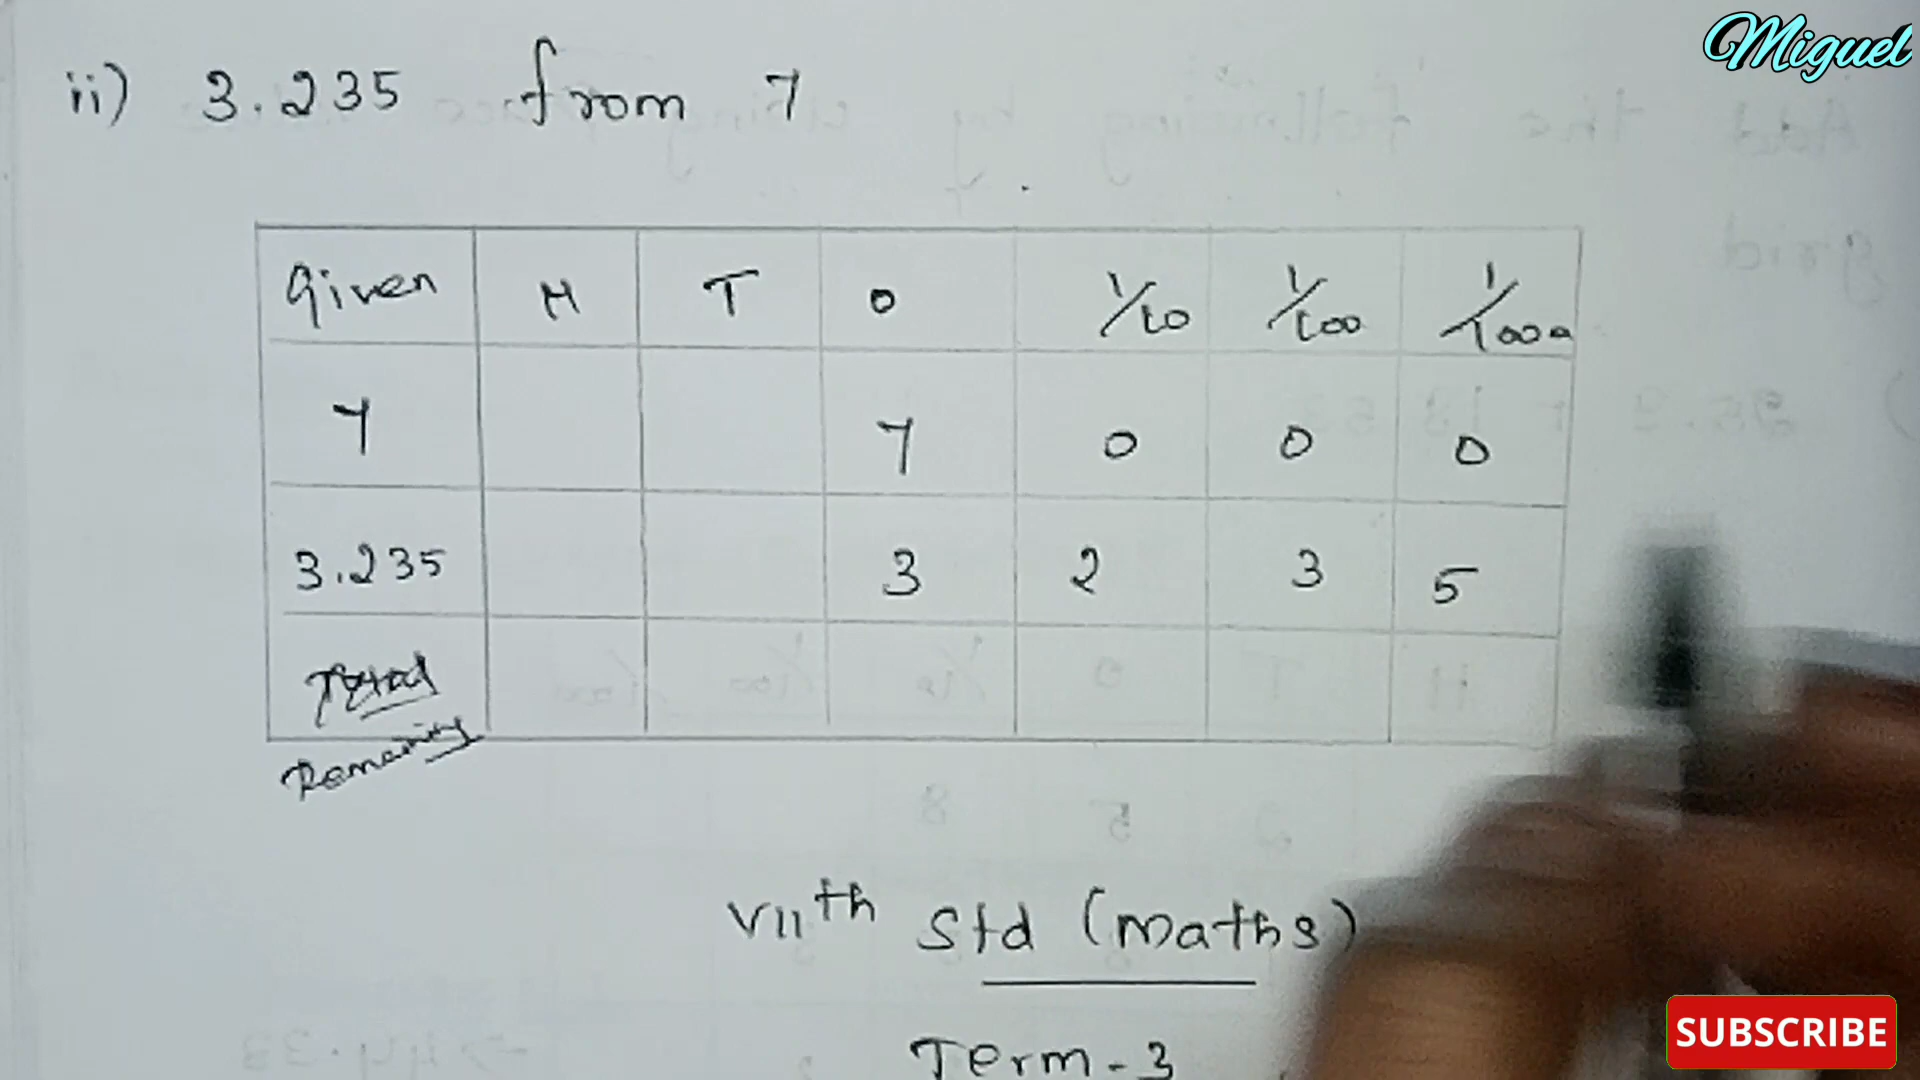 Miguel
ii) 3.235 from 7
Given H T O 1/10 1/100 1/1000
7 7 0 0 0
3.235 3 2 3 5
Total
Remaining
VIIth Std (Maths)
Term-3
SUBSCRIBE